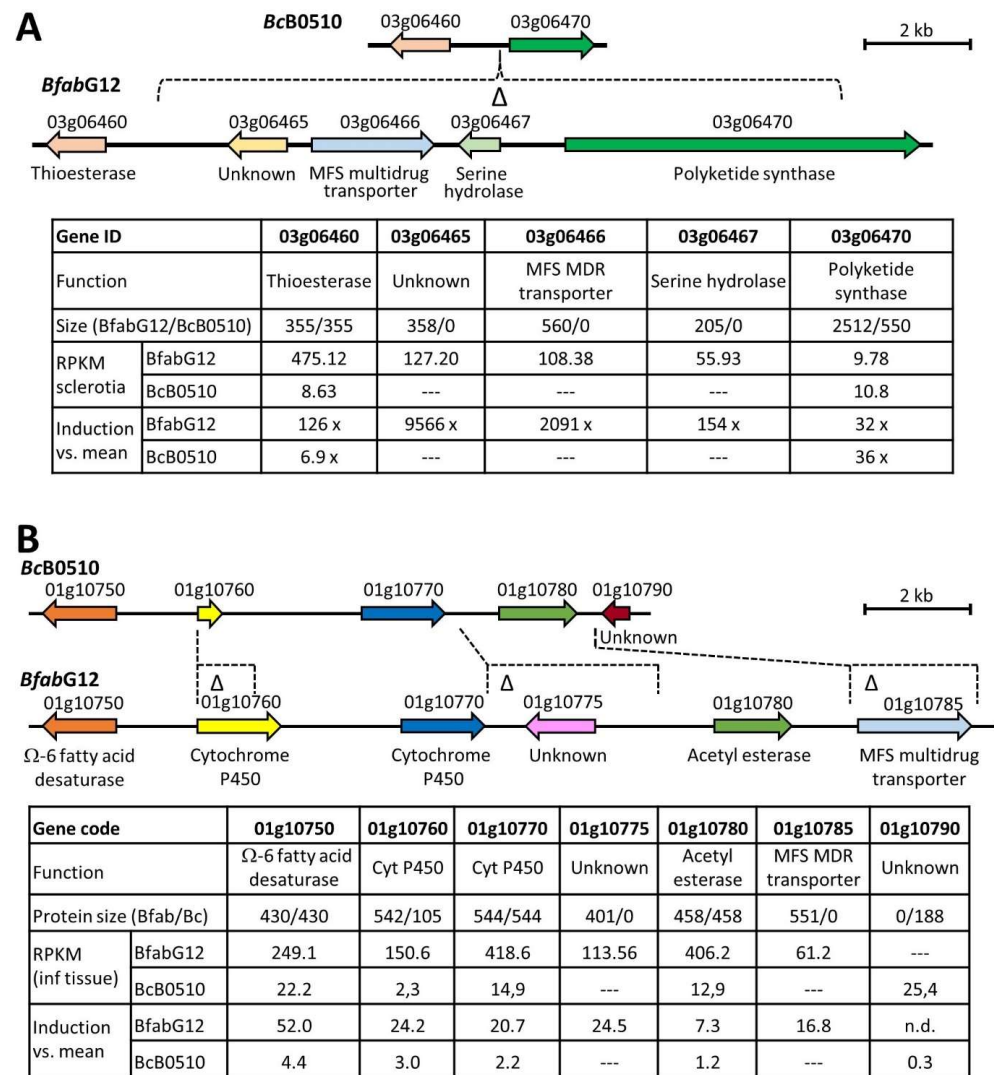 A
BcB0510
03g06460 03g06470
2 kb
BfabG12
Δ
03g06460 03g06465 03g06466 03g06467 03g06470
Thioesterase Unknown MFS multidrug transporter Serine hydrolase Polyketide synthase
Gene ID 03g06460 03g06465 03g06466 03g06467 03g06470
Function Thioesterase Unknown MFS MDR transporter Serine hydrolase Polyketide synthase
Size (BfabG12/BcB0510) 355/355 358/0 560/0 205/0 2512/550
RPKM sclerotia BfabG12 475.12 127.20 108.38 55.93 9.78
BcB0510 8.63 --- --- --- 10.8
Induction vs. mean BfabG12 126 x 9566 x 2091 x 154 x 32 x
BcB0510 6.9 x --- --- --- 36 x
B
BcB0510
01g10750 01g10760 01g10770 01g10780 01g10790
2 kb
Unknown
BfabG12
Δ Δ Δ
01g10750 01g10760 01g10770 01g10775 01g10780 01g10785
Ω-6 fatty acid desaturase Cytochrome P450 Cytochrome P450 Unknown Acetyl esterase MFS multidrug transporter
Gene code 01g10750 01g10760 01g10770 01g10775 01g10780 01g10785 01g10790
Function Ω-6 fatty acid desaturase Cyt P450 Cyt P450 Unknown Acetyl esterase MFS MDR transporter Unknown
Protein size (Bfab/Bc) 430/430 542/105 544/544 401/0 458/458 551/0 0/188
RPKM (inf tissue) BfabG12 249.1 150.6 418.6 113.56 406.2 61.2 ---
BcB0510 22.2 2,3 14,9 --- 12,9 --- 25,4
Induction vs. mean BfabG12 52.0 24.2 20.7 24.5 7.3 16.8 n.d.
BcB0510 4.4 3.0 2.2 --- 1.2 --- 0.3